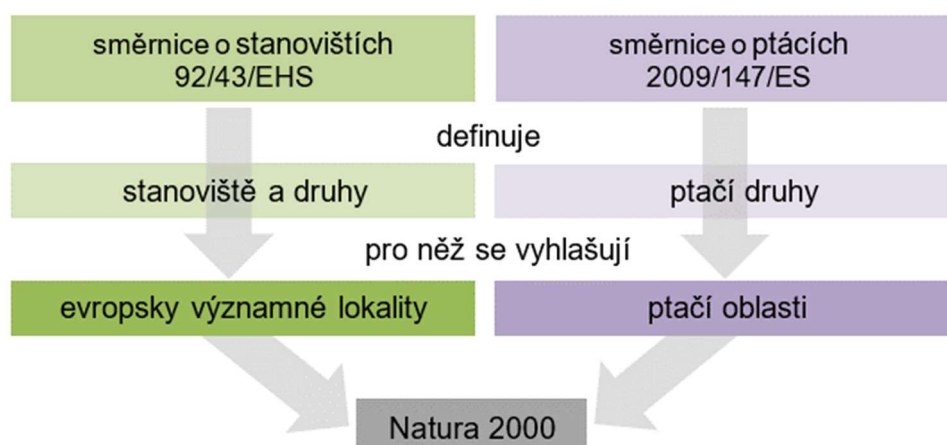 směrnice o stanovištích
92/43/EHS
směrnice o ptácích
2009/147/ES
definuje
stanoviště a druhy
ptačí druhy
pro něž se vyhlašují
evropsky významné lokality
ptačí oblasti
Natura 2000